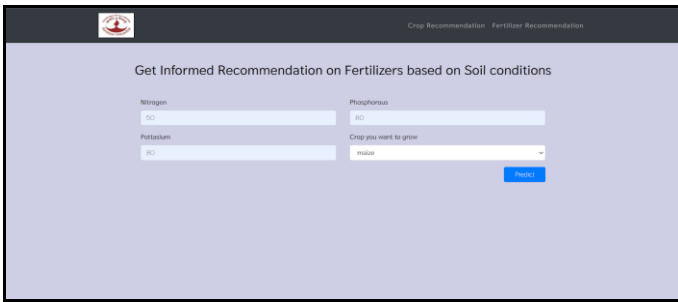 Crop Recommendation Fertilizer Recommendation
Get Informed Recommendation on Fertilizers based on Soil conditions
Nitrogen Phosphorous
50 80
Pottasium Crop you want to grow
80 maize
Predict